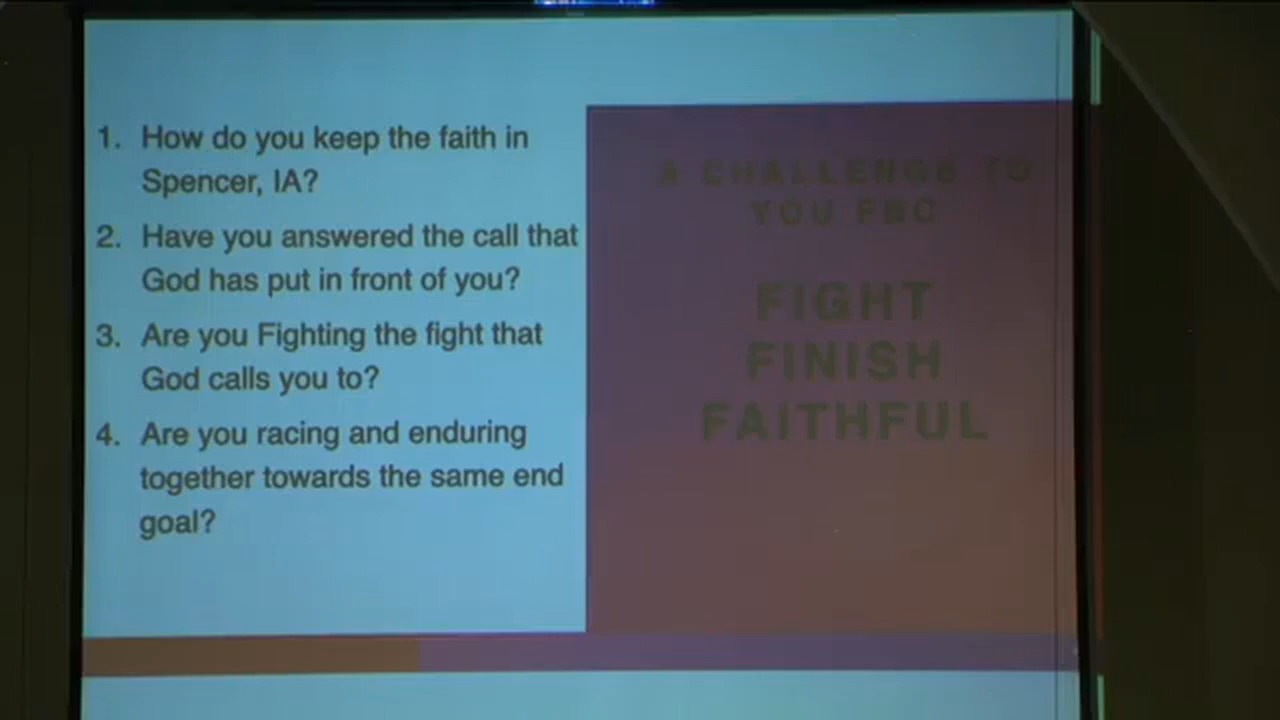 1. How do you keep the faith in
Spencer, IA?
2. Have you answered the call that
God has put in front of you?
3. Are you Fighting the fight that
God calls you to?
4. Are you racing and enduring
together towards the same end
goal?
A CHALLENGE TO
YOU FBC
FIGHT
FINISH
FAITHFUL